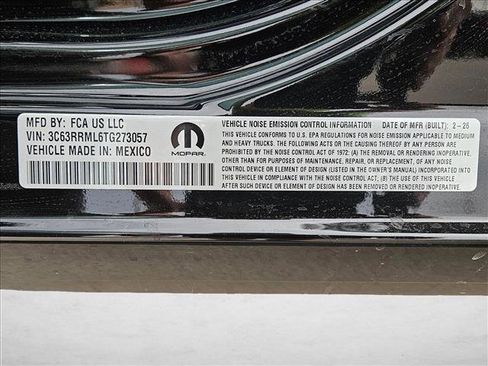 MFD BY: FCA US LLC
VIN: 3C63RRML6TG273057
VEHICLE MADE IN: MEXICO
MOPAR
VEHICLE NOISE EMISSION CONTROL INFORMATION DATE OF MFR (BUILT): 2-26
THIS VEHICLE CONFORMS TO U.S. EPA REGULATIONS FOR NOISE EMISSION APPLICABLE TO MEDIUM
AND HEAVY TRUCKS. THE FOLLOWING ACTS OR THE CAUSING THEREOF BY ANY PERSON ARE
PROHIBITED BY THE NOISE CONTROL ACT OF 1972: (A) THE REMOVAL OR RENDERING INOPERATIVE,
OTHER THAN FOR PURPOSES OF MAINTENANCE, REPAIR, OR REPLACEMENT, OF ANY NOISE CONTROL
DEVICE OR ELEMENT OF DESIGN (LISTED IN THE OWNER'S MANUAL) INCORPORATED INTO
THIS VEHICLE IN COMPLIANCE WITH THE NOISE CONTROL ACT; (B) THE USE OF THIS VEHICLE
AFTER SUCH DEVICE OR ELEMENT OF DESIGN HAS BEEN REMOVED OR RENDERED INOPERATIVE.